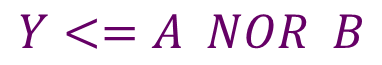 Y <= A NOR B